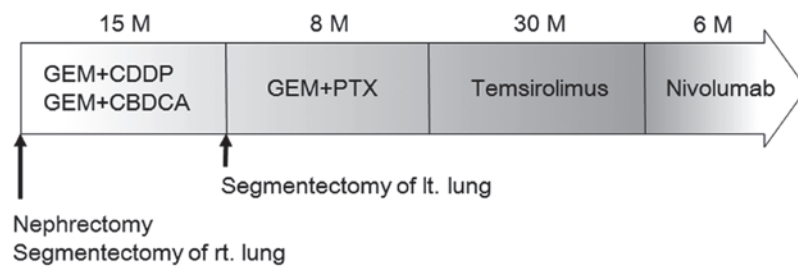 15 M 8 M 30 M 6 M
GEM+CDDP
GEM+CBDCA
GEM+PTX
Temsirolimus
Nivolumab
Segmentectomy of lt. lung
Nephrectomy
Segmentectomy of rt. lung